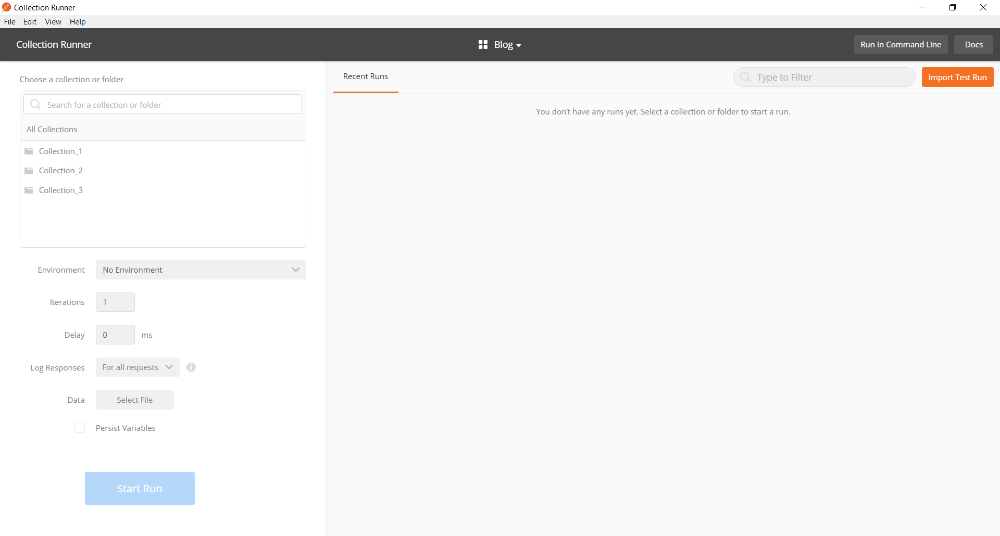 Collection Runner
File Edit View Help
Collection Runner
Blog
Run In Command Line
Docs
Choose a collection or folder
Search for a collection or folder
All Collections
Collection_1
Collection_2
Collection_3
Environment No Environment
Iterations 1
Delay 0 ms
Log Responses For all requests
Data Select File
Persist Variables
Start Run
Recent Runs
Type to Filter
Import Test Run
You don't have any runs yet. Select a collection or folder to start a run.